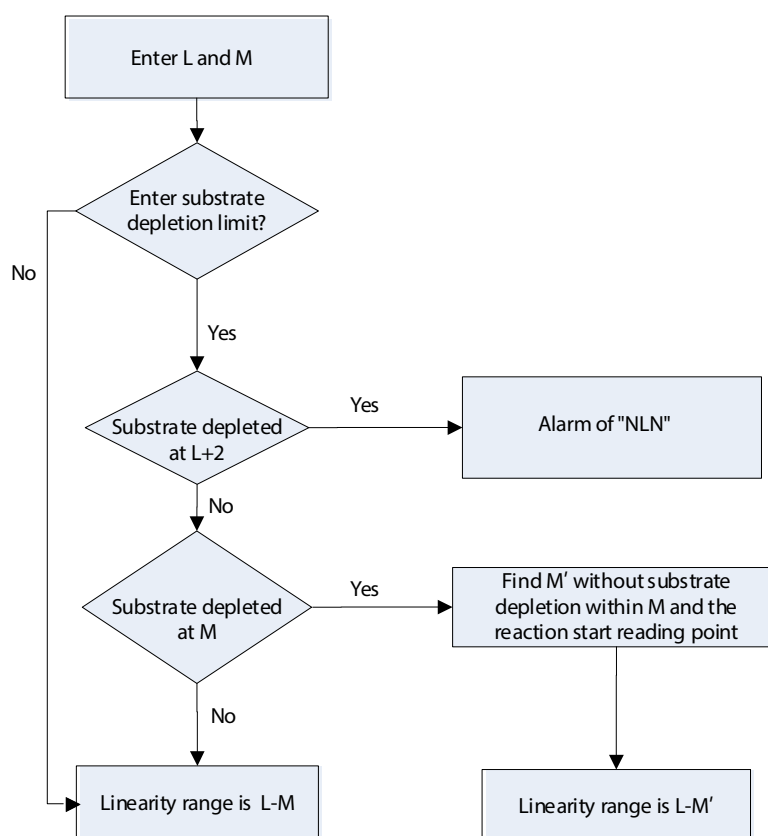 Enter L and M
Enter substrate
depletion limit?
No
Yes
Substrate depleted
at L+2
Yes
Alarm of "NLN"
No
Substrate depleted
at M
Yes
Find M′ without substrate
depletion within M and the
reaction start reading point
No
Linearity range is L-M
Linearity range is L-M′